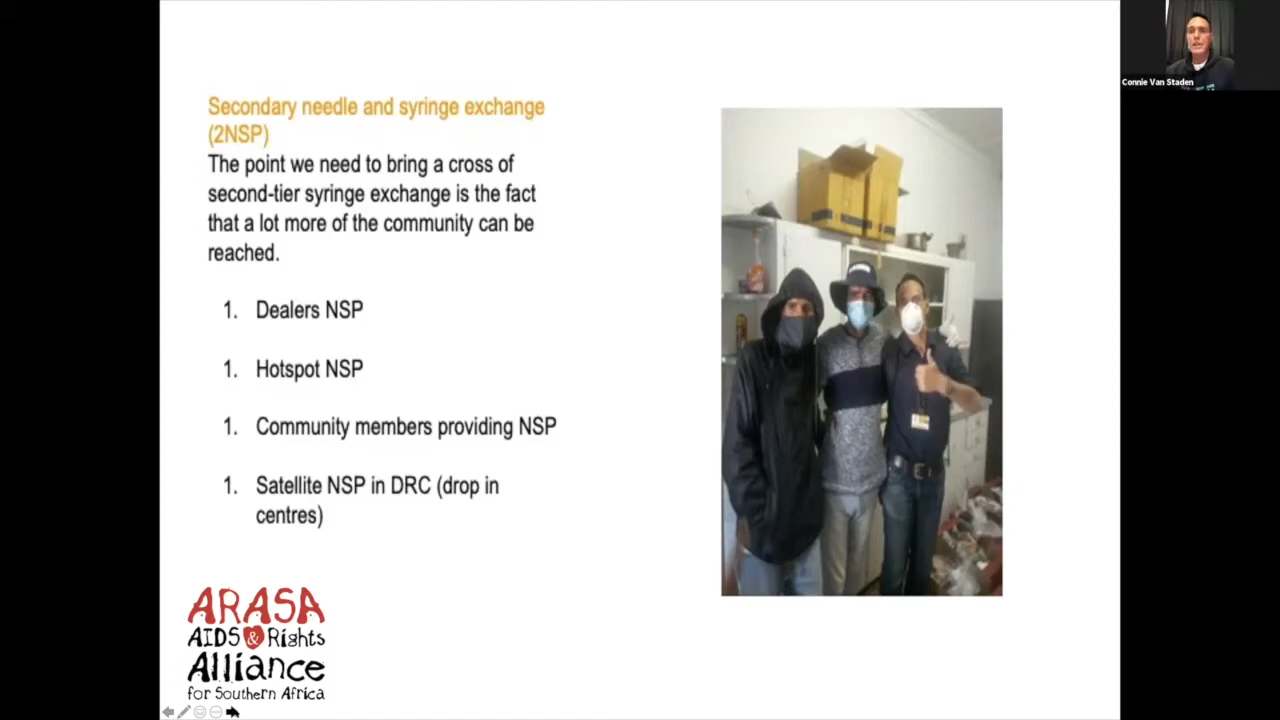 Secondary needle and syringe exchange
(2NSP)
The point we need to bring a cross of
second-tier syringe exchange is the fact
that a lot more of the community can be
reached.
1. Dealers NSP
1. Hotspot NSP
1. Community members providing NSP
1. Satellite NSP in DRC (drop in
centres)
ARASA
AIDS & Rights
Alliance
for Southern Africa
Connie Van Staden